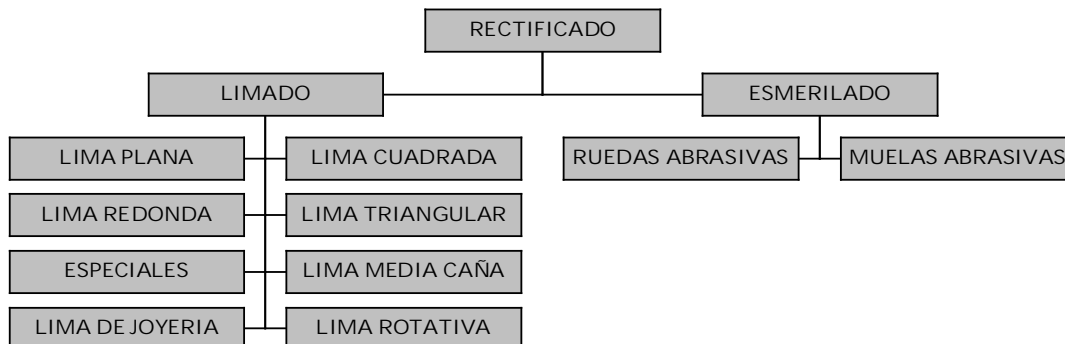 RECTIFICADO
LIMADO
ESMERILADO
LIMA PLANA
LIMA CUADRADA
RUEDAS ABRASIVAS
MUELAS ABRASIVAS
LIMA REDONDA
LIMA TRIANGULAR
ESPECIALES
LIMA MEDIA CAÑA
LIMA DE JOYERIA
LIMA ROTATIVA